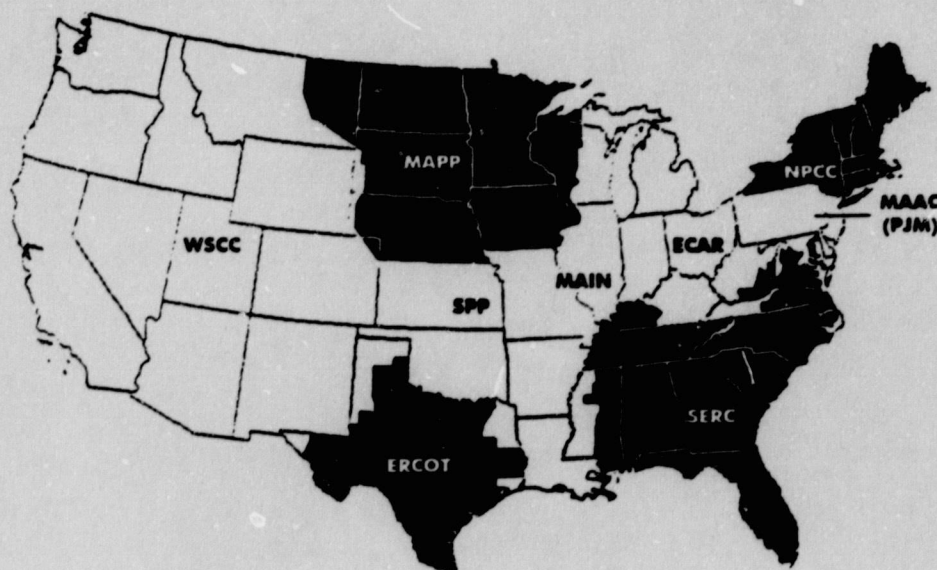 MAPP
NPCC
MAAC
(PJM)
WSCC
ECAR
MAIN
SPP
SERC
ERCOT